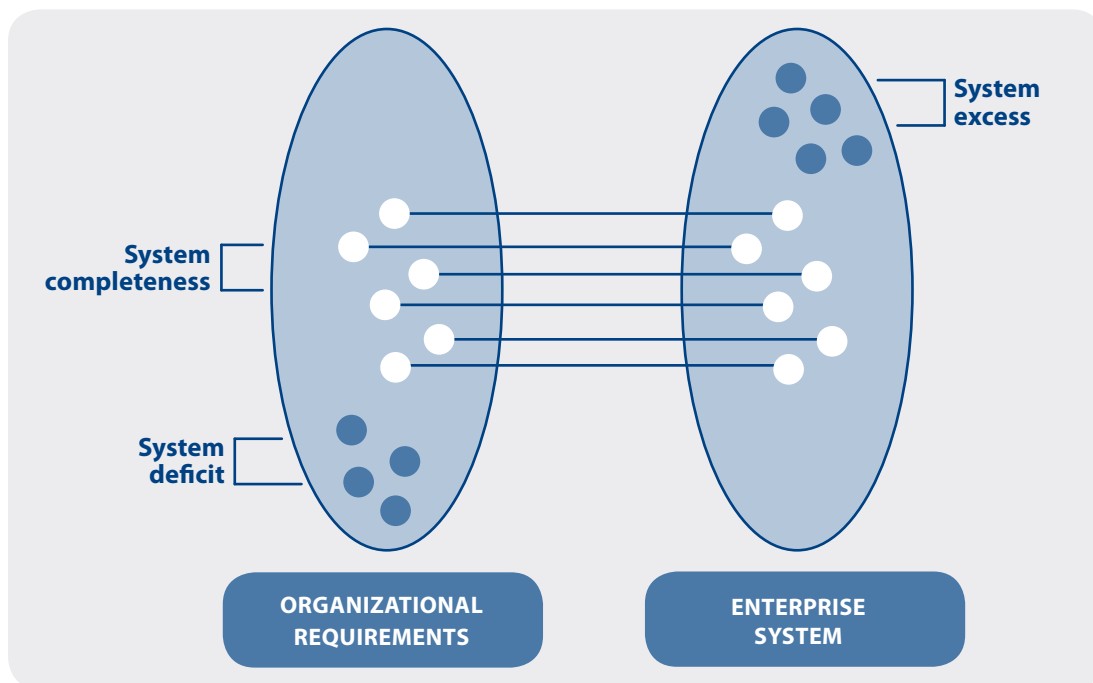 System
excess
System
completeness
System
deficit
ORGANIZATIONAL
REQUIREMENTS
ENTERPRISE
SYSTEM